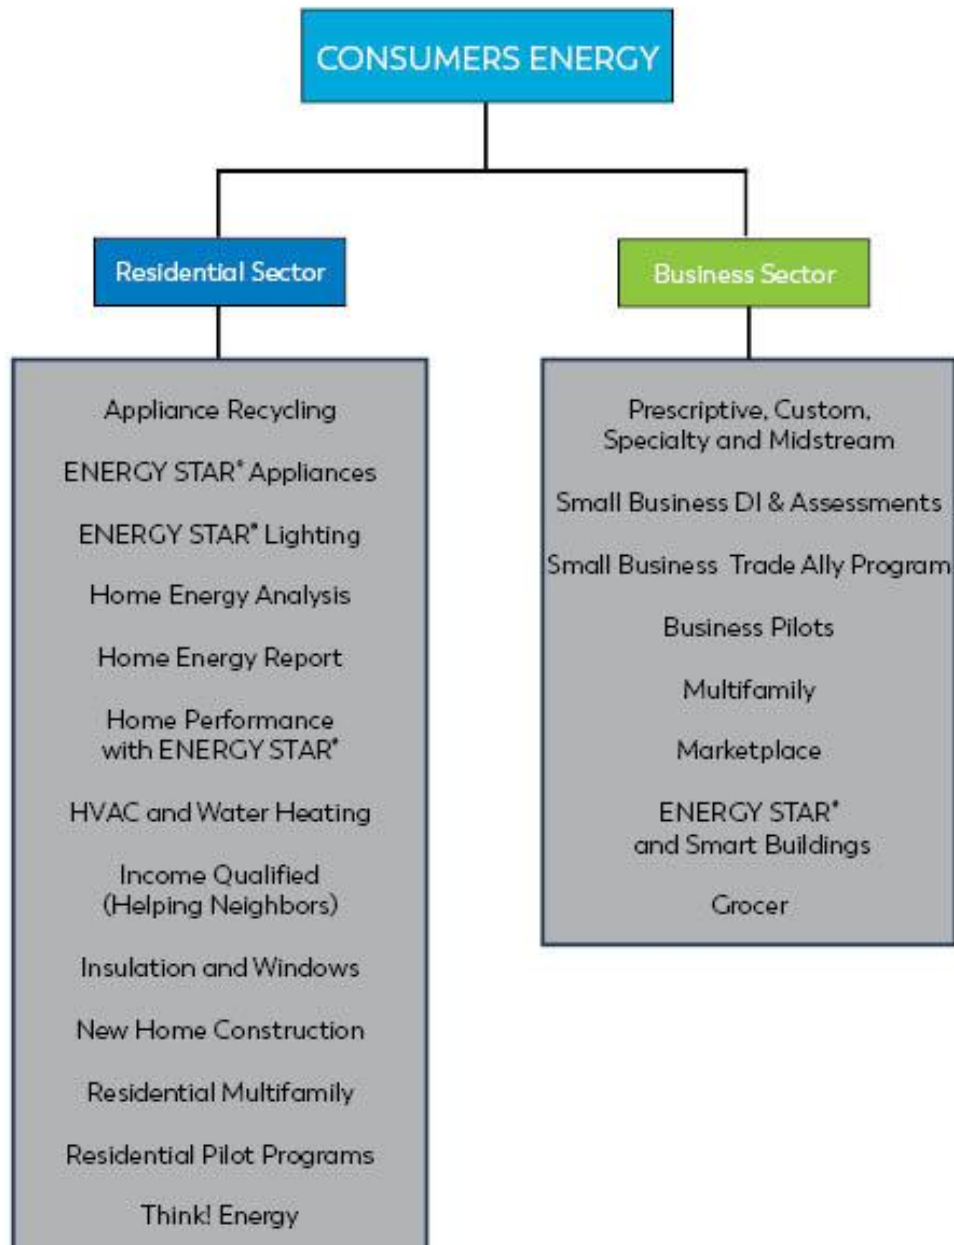 CONSUMERS ENERGY
Residential Sector
Appliance Recycling
ENERGY STAR® Appliances
ENERGY STAR® Lighting
Home Energy Analysis
Home Energy Report
Home Performance
with ENERGY STAR®
HVAC and Water Heating
Income Qualified
(Helping Neighbors)
Insulation and Windows
New Home Construction
Residential Multifamily
Residential Pilot Programs
Think! Energy
Business Sector
Prescriptive, Custom,
Specialty and Midstream
Small Business DI & Assessments
Small Business Trade Ally Program
Business Pilots
Multifamily
Marketplace
ENERGY STAR®
and Smart Buildings
Grocer